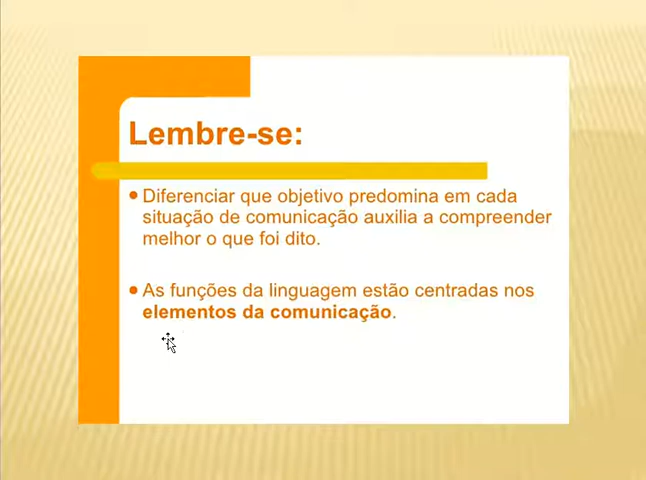 Lembre-se:
Diferenciar que objetivo predomina em cada
situação de comunicação auxilia a compreender
melhor o que foi dito.
As funções da linguagem estão centradas nos
elementos da comunicação.